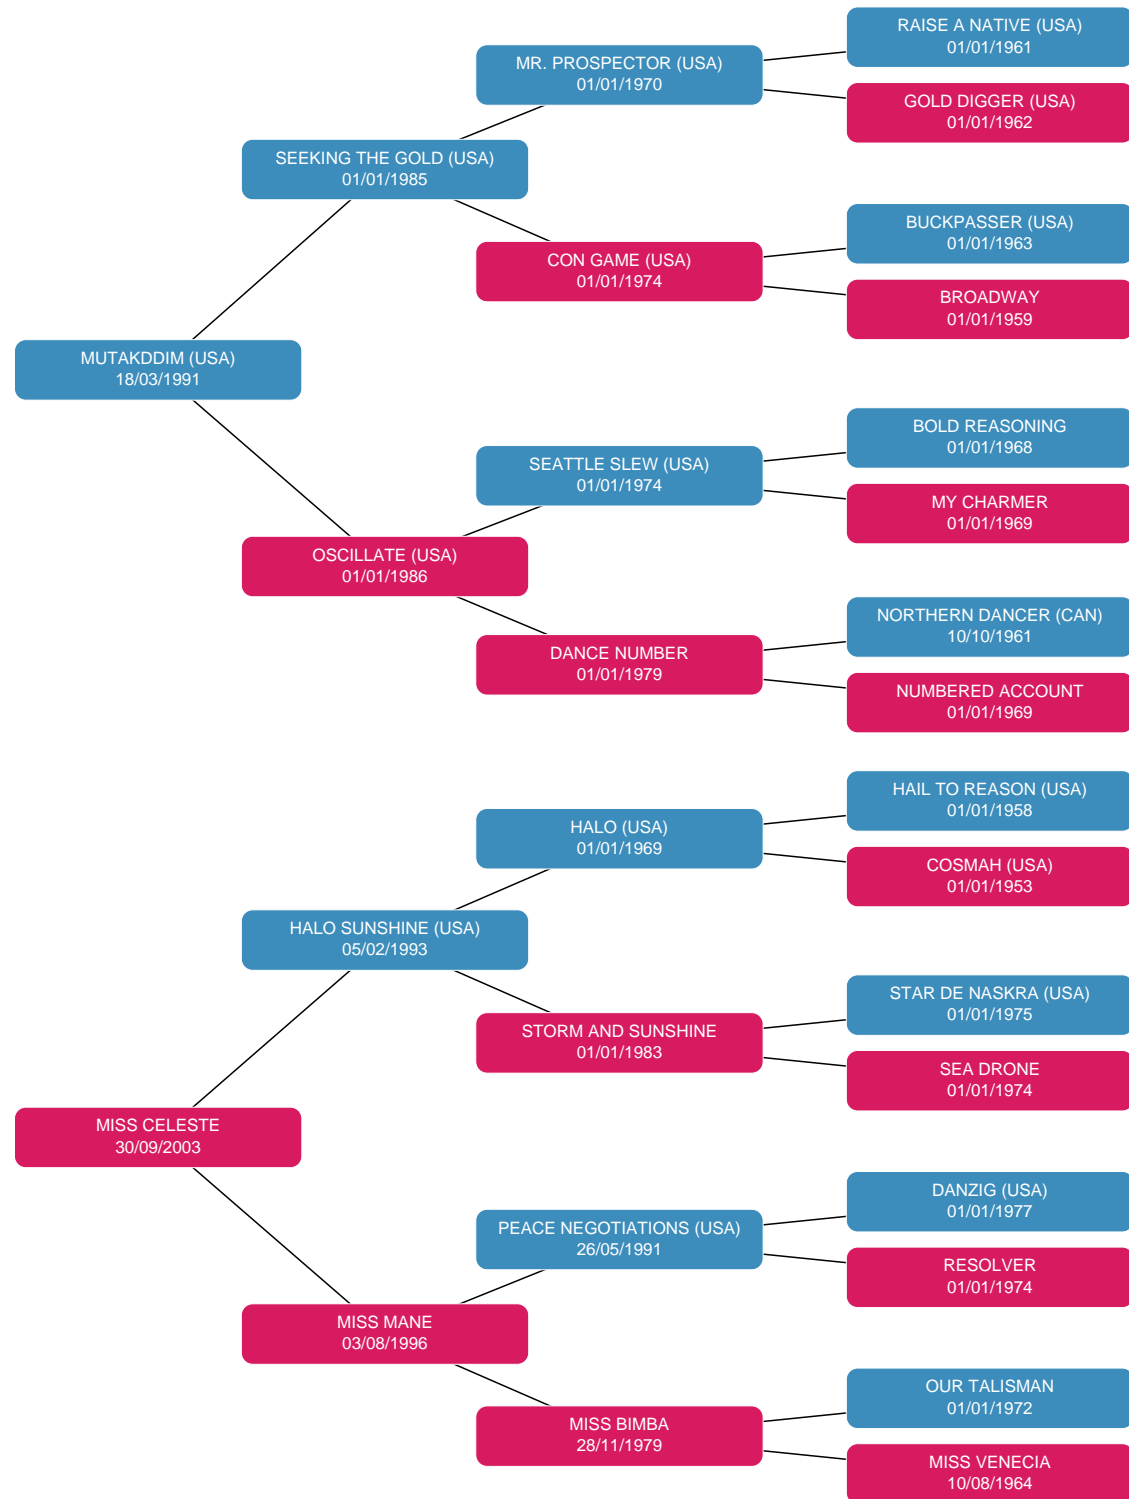 RAISE A NATIVE (USA)
01/01/1961
MR. PROSPECTOR (USA)
01/01/1970
GOLD DIGGER (USA)
01/01/1962
SEEKING THE GOLD (USA)
01/01/1985
BUCKPASSER (USA)
01/01/1963
CON GAME (USA)
01/01/1974
BROADWAY
01/01/1959
MUTAKDDIM (USA)
18/03/1991
BOLD REASONING
01/01/1968
SEATTLE SLEW (USA)
01/01/1974
MY CHARMER
01/01/1969
OSCILLATE (USA)
01/01/1986
NORTHERN DANCER (CAN)
10/10/1961
DANCE NUMBER
01/01/1979
NUMBERED ACCOUNT
01/01/1969
HAIL TO REASON (USA)
01/01/1958
HALO (USA)
01/01/1969
COSMAH (USA)
01/01/1953
HALO SUNSHINE (USA)
05/02/1993
STAR DE NASKRA (USA)
01/01/1975
STORM AND SUNSHINE
01/01/1983
SEA DRONE
01/01/1974
MISS CELESTE
30/09/2003
DANZIG (USA)
01/01/1977
PEACE NEGOTIATIONS (USA)
26/05/1991
RESOLVER
01/01/1974
MISS MANE
03/08/1996
OUR TALISMAN
01/01/1972
MISS BIMBA
28/11/1979
MISS VENECIA
10/08/1964